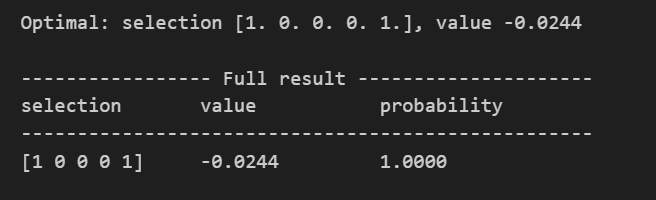 Optimal: selection [1. 0. 0. 0. 1.], value -0.0244
----------------- Full result ---------------------
selection value probability
---------------------------------------------------
[1 0 0 0 1] -0.0244 1.0000